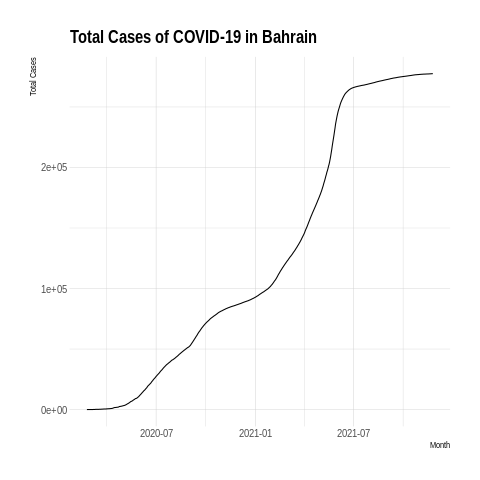 Total Cases of COVID-19 in Bahrain
Total Cases
2e+05
1e+05
0e+00
2020-07
2021-01
2021-07
Month